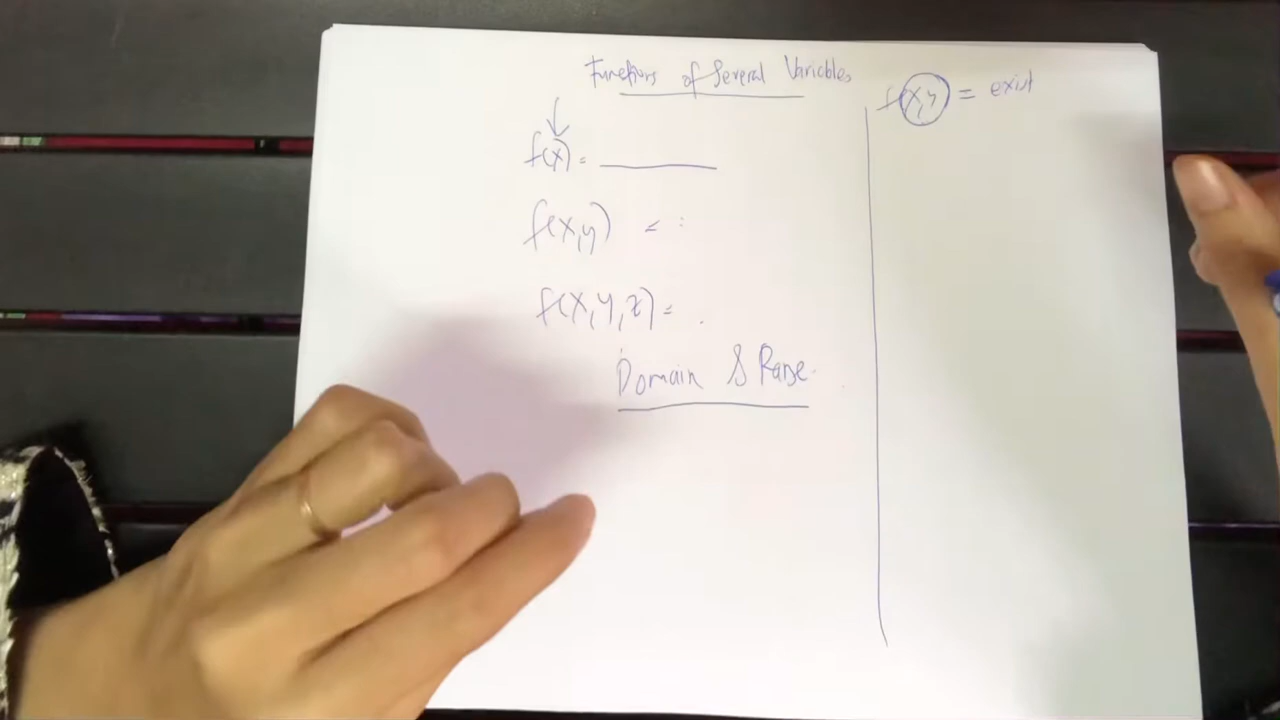 Functions of Several Variables
f(x) =
f(x,y) =
f(x,y,z) = .
Domain & Range
f(x,y) = exist